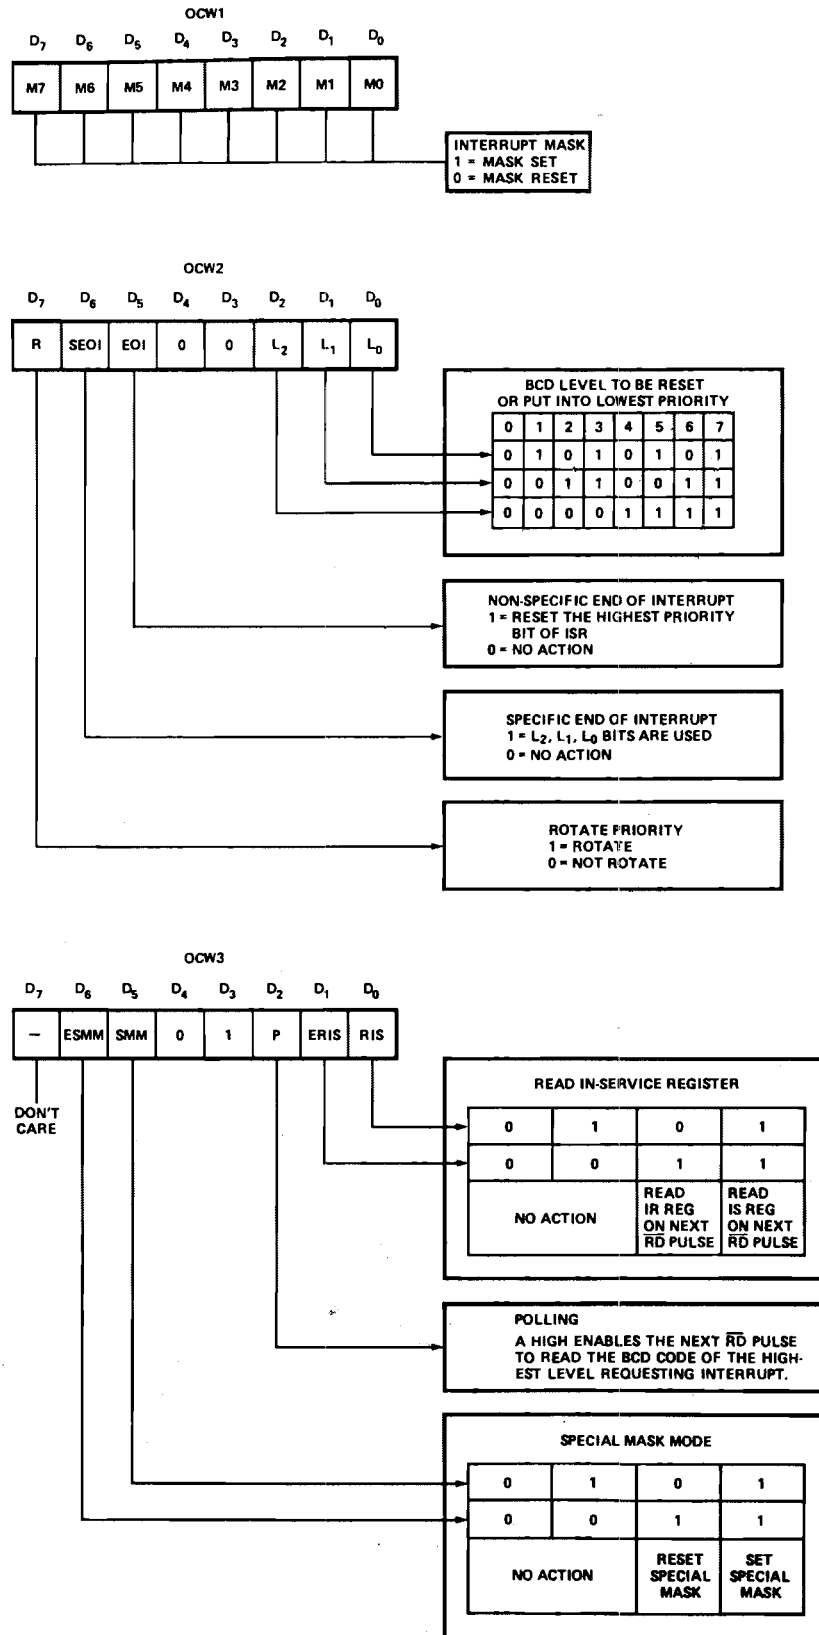 OCW1
D7 D6 D5 D4 D3 D2 D1 D0
M7 M6 M5 M4 M3 M2 M1 M0
INTERRUPT MASK
1 = MASK SET
0 = MASK RESET
OCW2
D7 D6 D5 D4 D3 D2 D1 D0
R SEOI EOI 0 0 L2 L1 L0
BCD LEVEL TO BE RESET
OR PUT INTO LOWEST PRIORITY
0 1 2 3 4 5 6 7
0 1 0 1 0 1 0 1
0 0 1 1 0 0 1 1
0 0 0 0 1 1 1 1
NON-SPECIFIC END OF INTERRUPT
1 = RESET THE HIGHEST PRIORITY
BIT OF ISR
0 = NO ACTION
SPECIFIC END OF INTERRUPT
1 = L2, L1, L0 BITS ARE USED
0 = NO ACTION
ROTATE PRIORITY
1 = ROTATE
0 = NOT ROTATE
OCW3
D7 D6 D5 D4 D3 D2 D1 D0
— ESMM SMM 0 1 P ERIS RIS
DON'T
CARE
READ IN-SERVICE REGISTER
0 1 0 1
0 0 1 1
NO ACTION
READ
IR REG
ON NEXT
R̅D̅ PULSE
READ
IS REG
ON NEXT
R̅D̅ PULSE
POLLING
A HIGH ENABLES THE NEXT R̅D̅ PULSE
TO READ THE BCD CODE OF THE HIGH-
EST LEVEL REQUESTING INTERRUPT.
SPECIAL MASK MODE
0 1 0 1
0 0 1 1
NO ACTION
RESET
SPECIAL
MASK
SET
SPECIAL
MASK